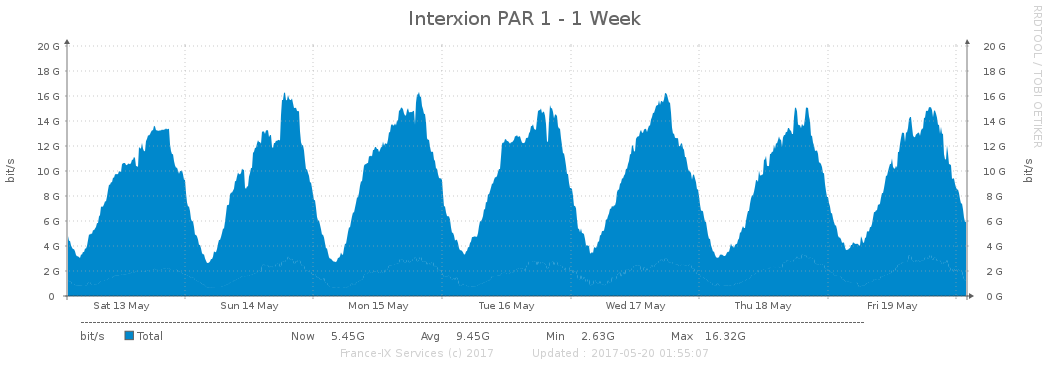 Interxion PAR 1 - 1 Week
RRDTOOL / TOBI OETIKER
bit/s
20 G 20 G
18 G 18 G
16 G 16 G
14 G 14 G
12 G 12 G
10 G 10 G
8 G 8 G
6 G 6 G
4 G 4 G
2 G 2 G
0 0 G
bit/s
Sat 13 May Sun 14 May Mon 15 May Tue 16 May Wed 17 May Thu 18 May Fri 19 May
bit/s Total Now 5.45G Avg 9.45G Min 2.63G Max 16.32G
France-IX Services (c) 2017 Updated : 2017-05-20 01:55:07